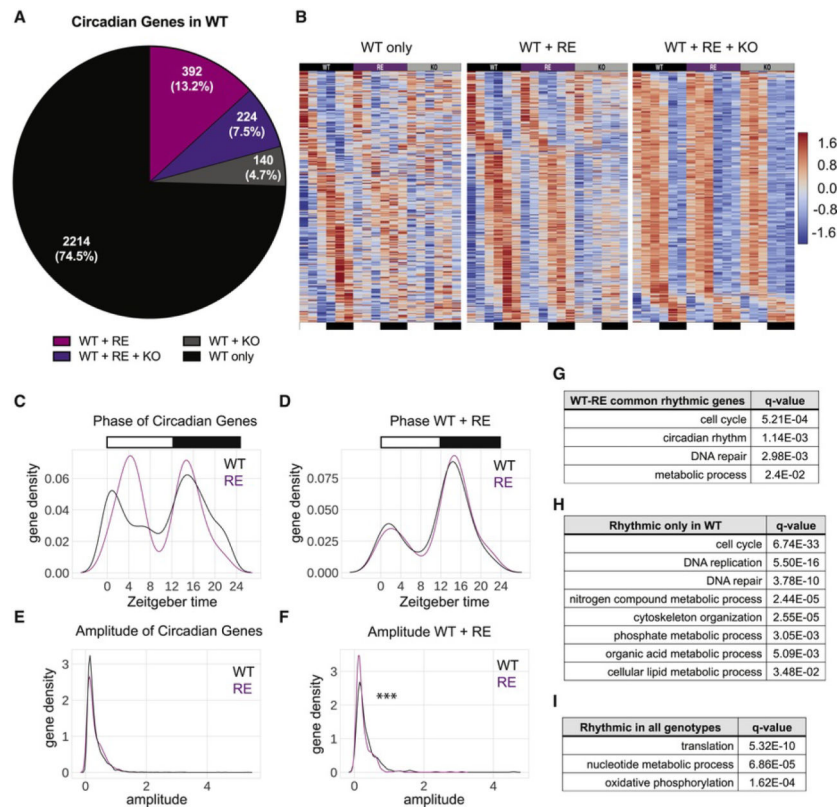 A
Circadian Genes in WT
392
(13.2%)
224
(7.5%)
140
(4.7%)
2214
(74.5%)
WT + RE
WT + KO
WT + RE + KO
WT only
B
WT only
WT + RE
WT + RE + KO
WT RE KO
WT RE KO
WT RE KO
1.6
0.8
0.0
-0.8
-1.6
C
Phase of Circadian Genes
WT
RE
gene density
0.06
0.04
0.02
0.00
0 4 8 12 16 20 24
Zeitgeber time
D
Phase WT + RE
WT
RE
gene density
0.075
0.050
0.025
0.000
0 4 8 12 16 20 24
Zeitgeber time
E
Amplitude of Circadian Genes
WT
RE
gene density
3
2
1
0
0 2 4
amplitude
F
Amplitude WT + RE
WT
RE
***
gene density
3
2
1
0
0 2 4
amplitude
G
WT-RE common rhythmic genes q-value
cell cycle 5.21E-04
circadian rhythm 1.14E-03
DNA repair 2.98E-03
metabolic process 2.4E-02
H
Rhythmic only in WT q-value
cell cycle 6.74E-33
DNA replication 5.50E-16
DNA repair 3.78E-10
nitrogen compound metabolic process 2.44E-05
cytoskeleton organization 2.55E-05
phosphate metabolic process 3.05E-03
organic acid metabolic process 5.09E-03
cellular lipid metabolic process 3.48E-02
I
Rhythmic in all genotypes q-value
translation 5.32E-10
nucleotide metabolic process 6.86E-05
oxidative phosphorylation 1.62E-04